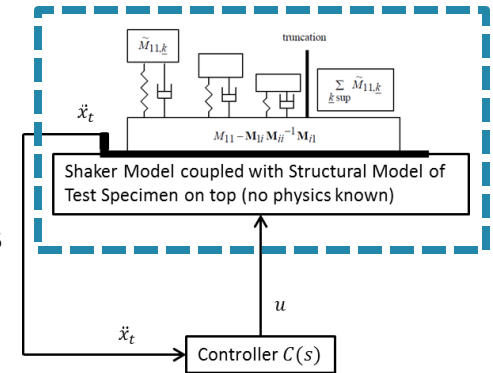 M̃₁₁,ₖ
truncation
∑ M̃₁₁,ₖ
k sup
ẍₜ
M₁₁ − M₁ᵢ Mᵢᵢ⁻¹ Mᵢ₁
Shaker Model coupled with Structural Model of
Test Specimen on top (no physics known)
u
ẍₜ
Controller C(s)